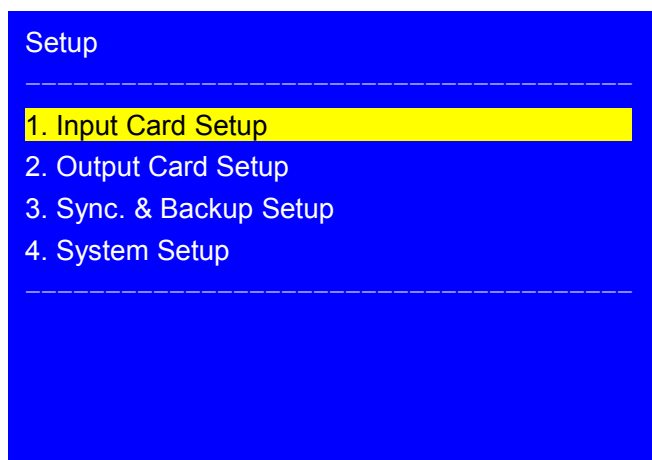 Setup
1. Input Card Setup
2. Output Card Setup
3. Sync. & Backup Setup
4. System Setup